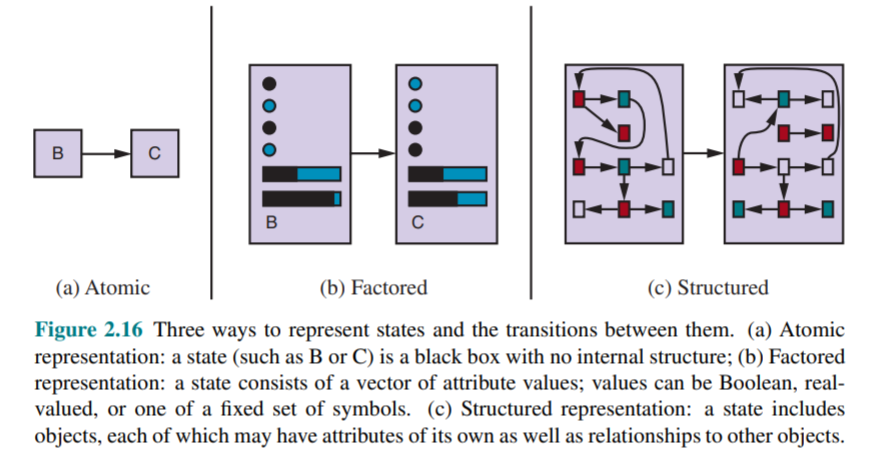 B
C
B
C
(a) Atomic
(b) Factored
(c) Structured
Figure 2.16 Three ways to represent states and the transitions between them. (a) Atomic
representation: a state (such as B or C) is a black box with no internal structure; (b) Factored
representation: a state consists of a vector of attribute values; values can be Boolean, real-
valued, or one of a fixed set of symbols. (c) Structured representation: a state includes
objects, each of which may have attributes of its own as well as relationships to other objects.